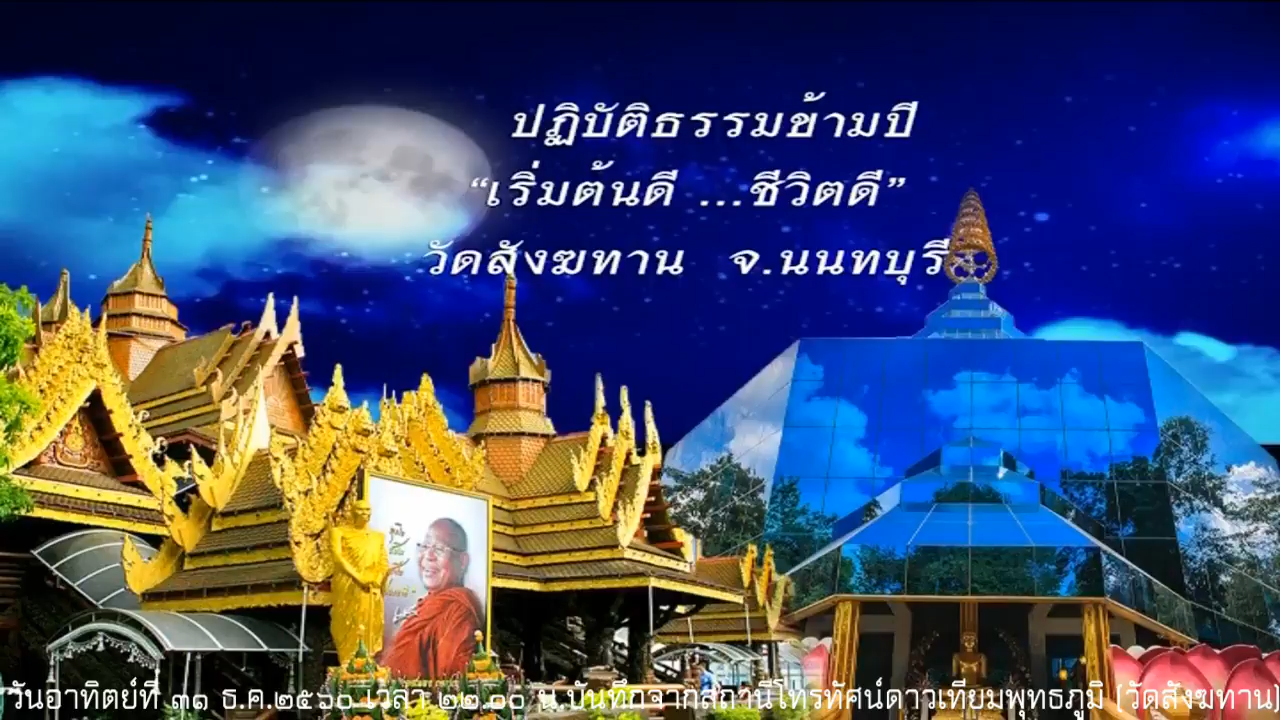 ปฏิบัติธรรมข้ามปี
“เริ่มต้นดี ...ชีวิตดี”
วัดสังฆทาน จ.นนทบุรี
วันอาทิตย์ที่ ๓๑ ธ.ค.๒๕๖๐ เวลา ๒๒.๐๐ น.บันทึกจากสถานีโทรทัศน์ดาวเทียมพุทธภูมิ (วัดสังฆทาน)